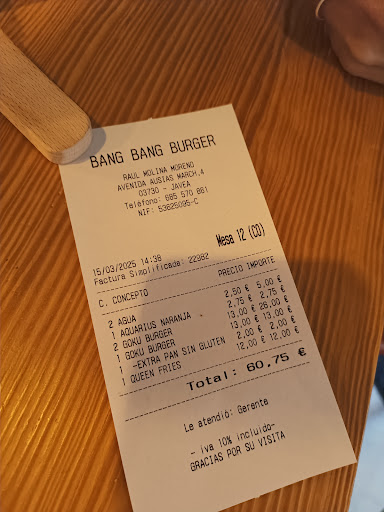 BANG BANG BURGER
RAUL MOLINA MORENO
AVENIDA AUSIAS MARCH,4
03730 - JAVEA
Teléfono: 685 570 861
NIF: 53625095-C
Mesa 12 (CO)
15/03/2025 14:38
Factura Simplificada: 22382
C. CONCEPTO PRECIO IMPORTE
2 AGUA 2,50 € 5,00 €
1 AQUARIUS NARANJA 2,75 € 2,75 €
2 GOKU BURGER 13,00 € 26,00 €
1 GOKU BURGER 13,00 € 13,00 €
1 -EXTRA PAN SIN GLUTEN 2,00 € 2,00 €
1 QUEEN FRIES 12,00 € 12,00 €
Total: 60,75 €
Le atendió: Gerente
- iva 10% incluido-
GRACIAS POR SU VISITA